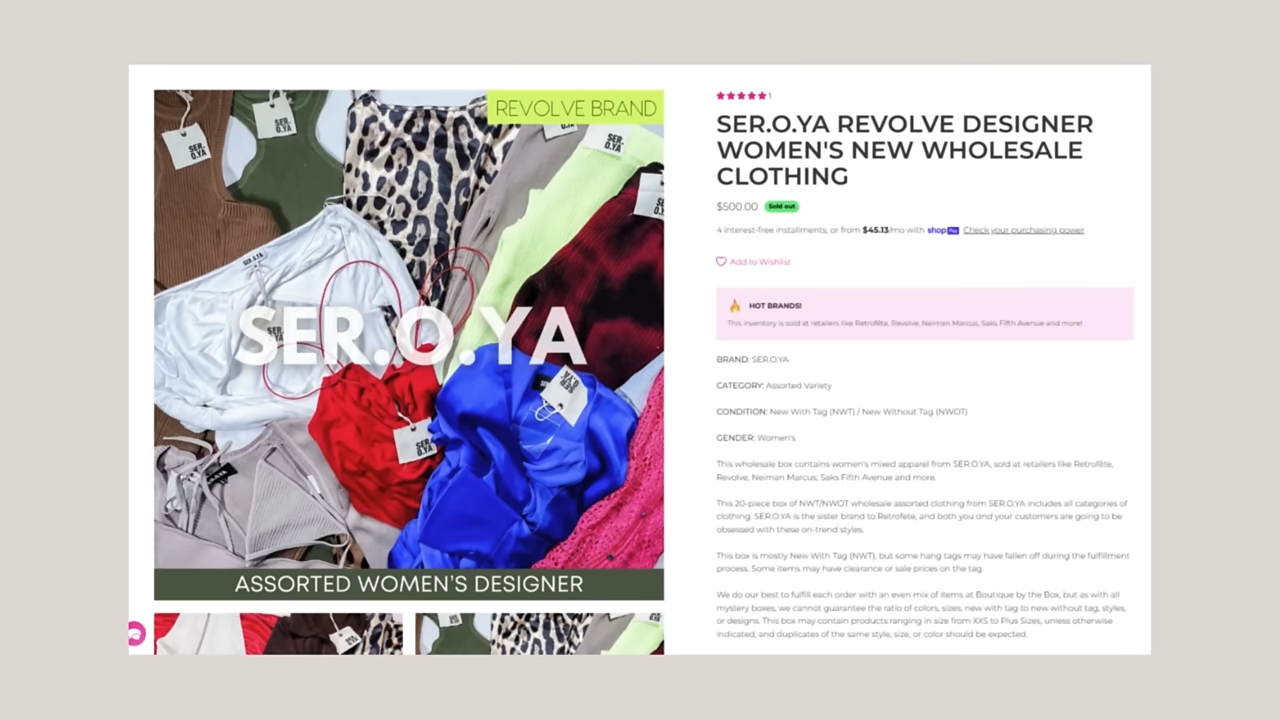 REVOLVE BRAND
SER.O.YA
SER.
O.YA
SER.
O.YA
SER.
O.YA
SER.O.YA
ASSORTED WOMEN'S DESIGNER
1
SER.O.YA REVOLVE DESIGNER
WOMEN'S NEW WHOLESALE
CLOTHING
$500.00 Sold out
4 interest-free installments, or from $45.13/mo with shop Pay Check your purchasing power
Add to Wishlist
HOT BRANDS!
This inventory is sold at retailers like Retrofête, Revolve, Neiman Marcus, Saks Fifth Avenue and more!
BRAND: SER.O.YA
CATEGORY: Assorted Variety
CONDITION: New With Tag (NWT) / New Without Tag (NWOT)
GENDER: Women's
This wholesale box contains women's mixed apparel from SER.O.YA, sold at retailers like Retrofête,
Revolve, Neiman Marcus, Saks Fifth Avenue and more.
This 20-piece box of NWT/NWOT wholesale assorted clothing from SER.O.YA includes all categories of
clothing. SER.O.YA is the sister brand to Retrofete, and both you and your customers are going to be
obsessed with these on-trend styles.
This box is mostly New With Tag (NWT), but some hang tags may have fallen off during the fulfillment
process. Some items may have clearance or sale prices on the tag.
We do our best to fulfill each order with an even mix of items at Boutique by the Box, but as with all
mystery boxes, we cannot guarantee the ratio of colors, sizes, new with tag to new without tag, styles,
or designs. This box may contain products ranging in size from XXS to Plus Sizes, unless otherwise
indicated, and duplicates of the same style, size, or color should be expected.